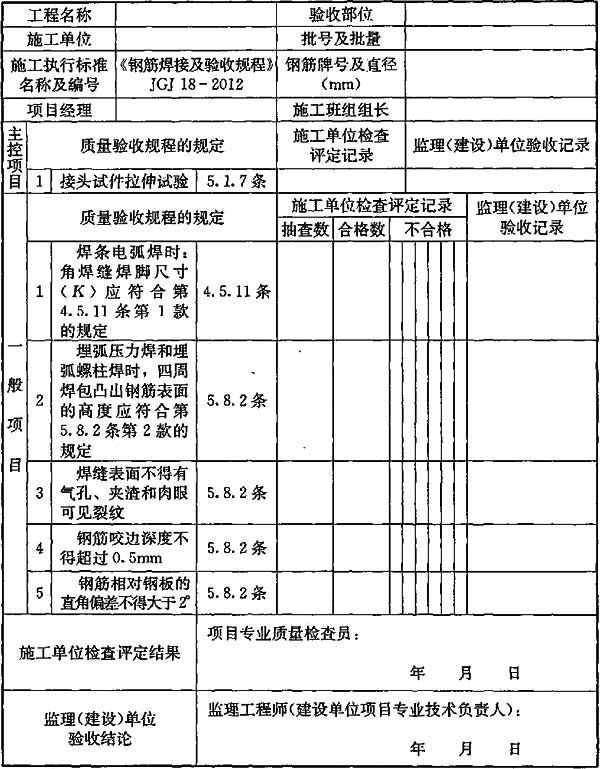 工程名称 验收部位
施工单位 批号及批量
施工执行标准 《钢筋焊接及验收规程》 钢筋牌号及直径
名称及编号 JGJ 18-2012 (mm)
项目经理 施工班组组长
主控项目 质量验收规程的规定 施工单位检查 监理(建设)单位验收记录
评定记录
1 接头试件拉伸试验 5.1.7条
一般项目 质量验收规程的规定 施工单位检查评定记录 监理(建设)单位
抽查数 合格数 不合格 验收记录
1 焊条电弧焊时: 4.5.11条
角焊缝焊脚尺寸
(K)应符合第
4.5.11条第1款
的规定
2 埋弧压力焊和埋 5.8.2条
弧螺柱焊时,四周
焊包凸出钢筋表面
的高度应符合第
5.8.2条第2款的
规定
3 焊缝表面不得有 5.8.2条
气孔、夹渣和肉眼
可见裂纹
4 钢筋咬边深度不 5.8.2条
得超过0.5mm
5 钢筋相对钢板的 5.8.2条
直角偏差不得大于2°
施工单位检查评定结果 项目专业质量检查员:
年 月 日
监理(建设)单位 监理工程师(建设单位项目专业技术负责人):
验收结论
年 月 日